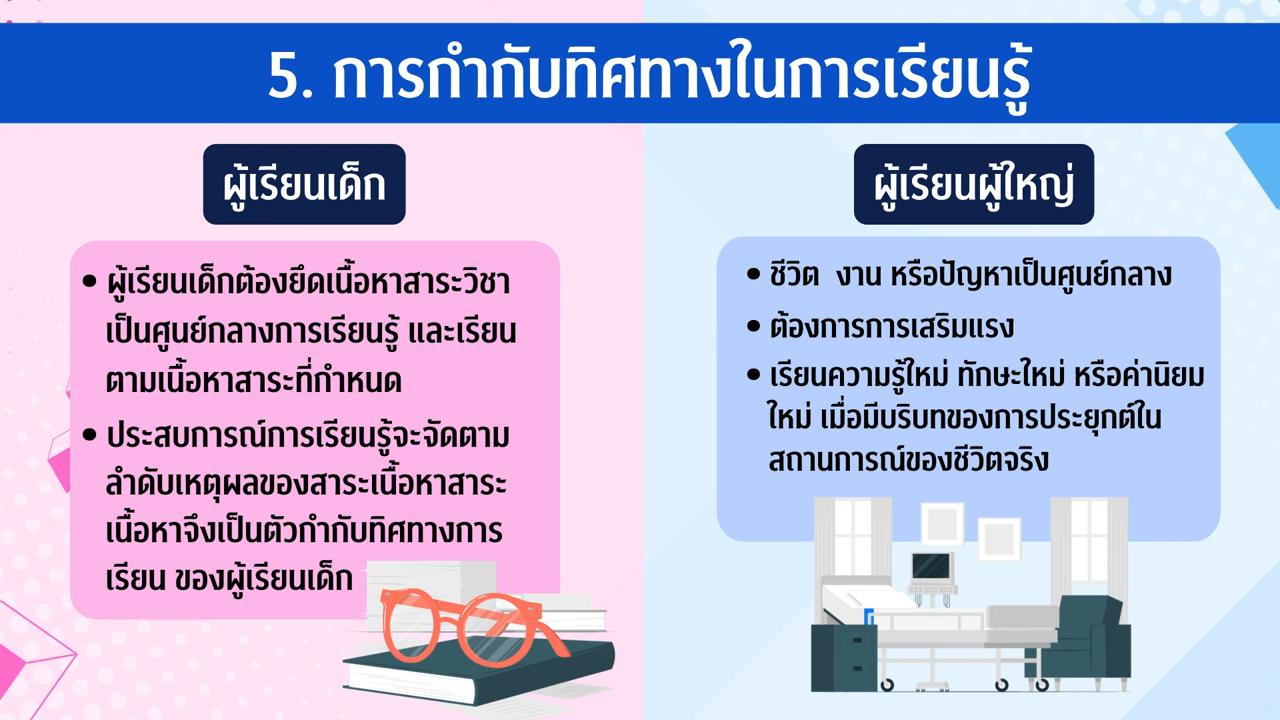 5. การกำกับทิศทางในการเรียนรู้
ผู้เรียนเด็ก
• ผู้เรียนเด็กต้องยึดเนื้อหาสาระวิชา
เป็นศูนย์กลางการเรียนรู้ และเรียน
ตามเนื้อหาสาระที่กำหนด
• ประสบการณ์การเรียนรู้จะจัดตาม
ลำดับเหตุผลของสาระเนื้อหาสาระ
เนื้อหาจึงเป็นตัวกำกับทิศทางการ
เรียน ของผู้เรียนเด็ก
ผู้เรียนผู้ใหญ่
• ชีวิต งาน หรือปัญหาเป็นศูนย์กลาง
• ต้องการการเสริมแรง
• เรียนความรู้ใหม่ ทักษะใหม่ หรือค่านิยม
ใหม่ เมื่อมีบริบทของการประยุกต์ใน
สถานการณ์ของชีวิตจริง